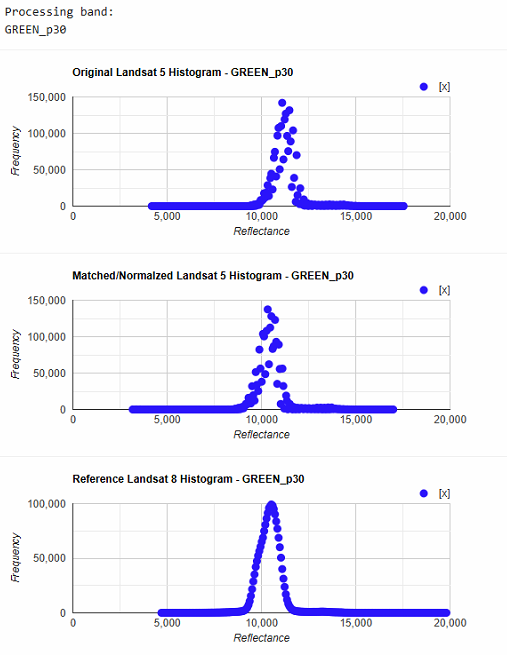 Processing band:
GREEN_p30
Original Landsat 5 Histogram - GREEN_p30
[x]
150,000
100,000
50,000
0
Frequency
0 5,000 10,000 15,000 20,000
Reflectance
Matched/Normalzed Landsat 5 Histogram - GREEN_p30
[x]
150,000
100,000
50,000
0
Frequency
0 5,000 10,000 15,000 20,000
Reflectance
Reference Landsat 8 Histogram - GREEN_p30
[x]
100,000
50,000
0
Frequency
0 5,000 10,000 15,000 20,000
Reflectance